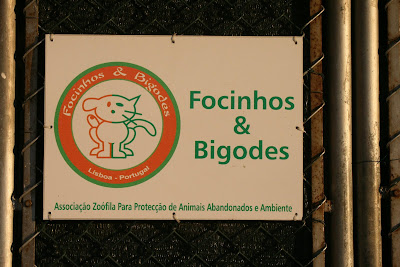 Focinhos & Bigodes
Lisboa - Portugal
Focinhos
&
Bigodes
Associação Zoófila Para Protecção de Animais Abandonados e Ambiente